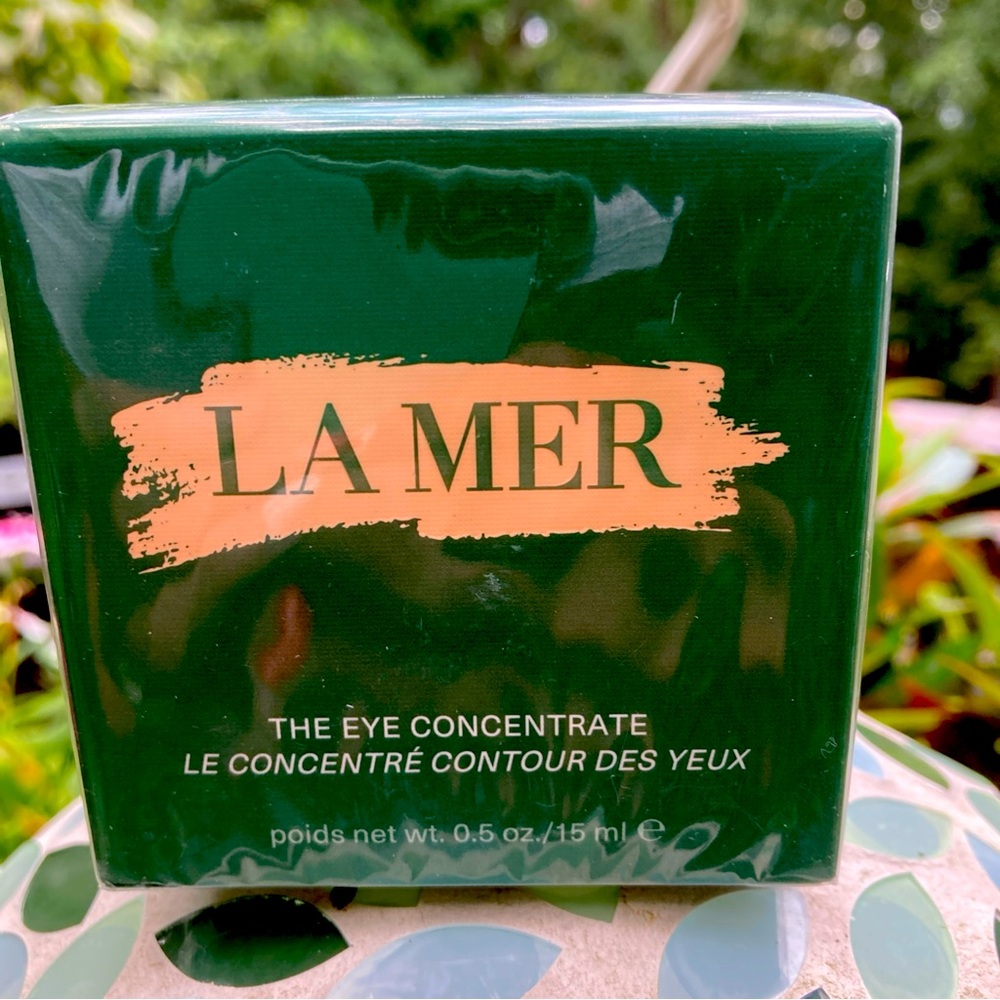 LA MER
THE EYE CONCENTRATE
LE CONCENTRÉ CONTOUR DES YEUX
poids net wt. 0.5 oz./15 ml ℮